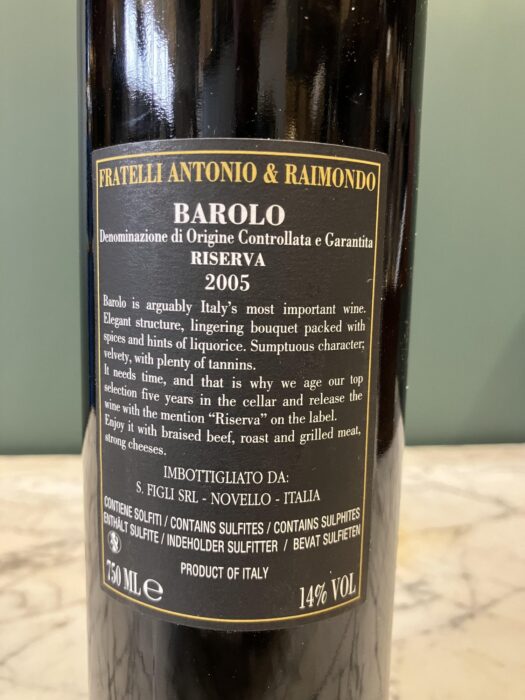 FRATELLI ANTONIO & RAIMONDO
BAROLO
Denominazione di Origine Controllata e Garantita
RISERVA
2005
Barolo is arguably Italy's most important wine.
Elegant structure, lingering bouquet packed with
spices and hints of liquorice. Sumptuous character;
velvety, with plenty of tannins.
It needs time, and that is why we age our top
selection five years in the cellar and release the
wine with the mention “Riserva” on the label.
Enjoy it with braised beef, roast and grilled meat,
strong cheeses.
IMBOTTIGLIATO DA:
S. FIGLI SRL - NOVELLO - ITALIA
CONTIENE SOLFITI / CONTAINS SULFITES / CONTAINS SULPHITES
ENTHÄLT SULFITE / INDEHOLDER SULFITTER / BEVAT SULFIETEN
PRODUCT OF ITALY
750 ML ℮
14% VOL